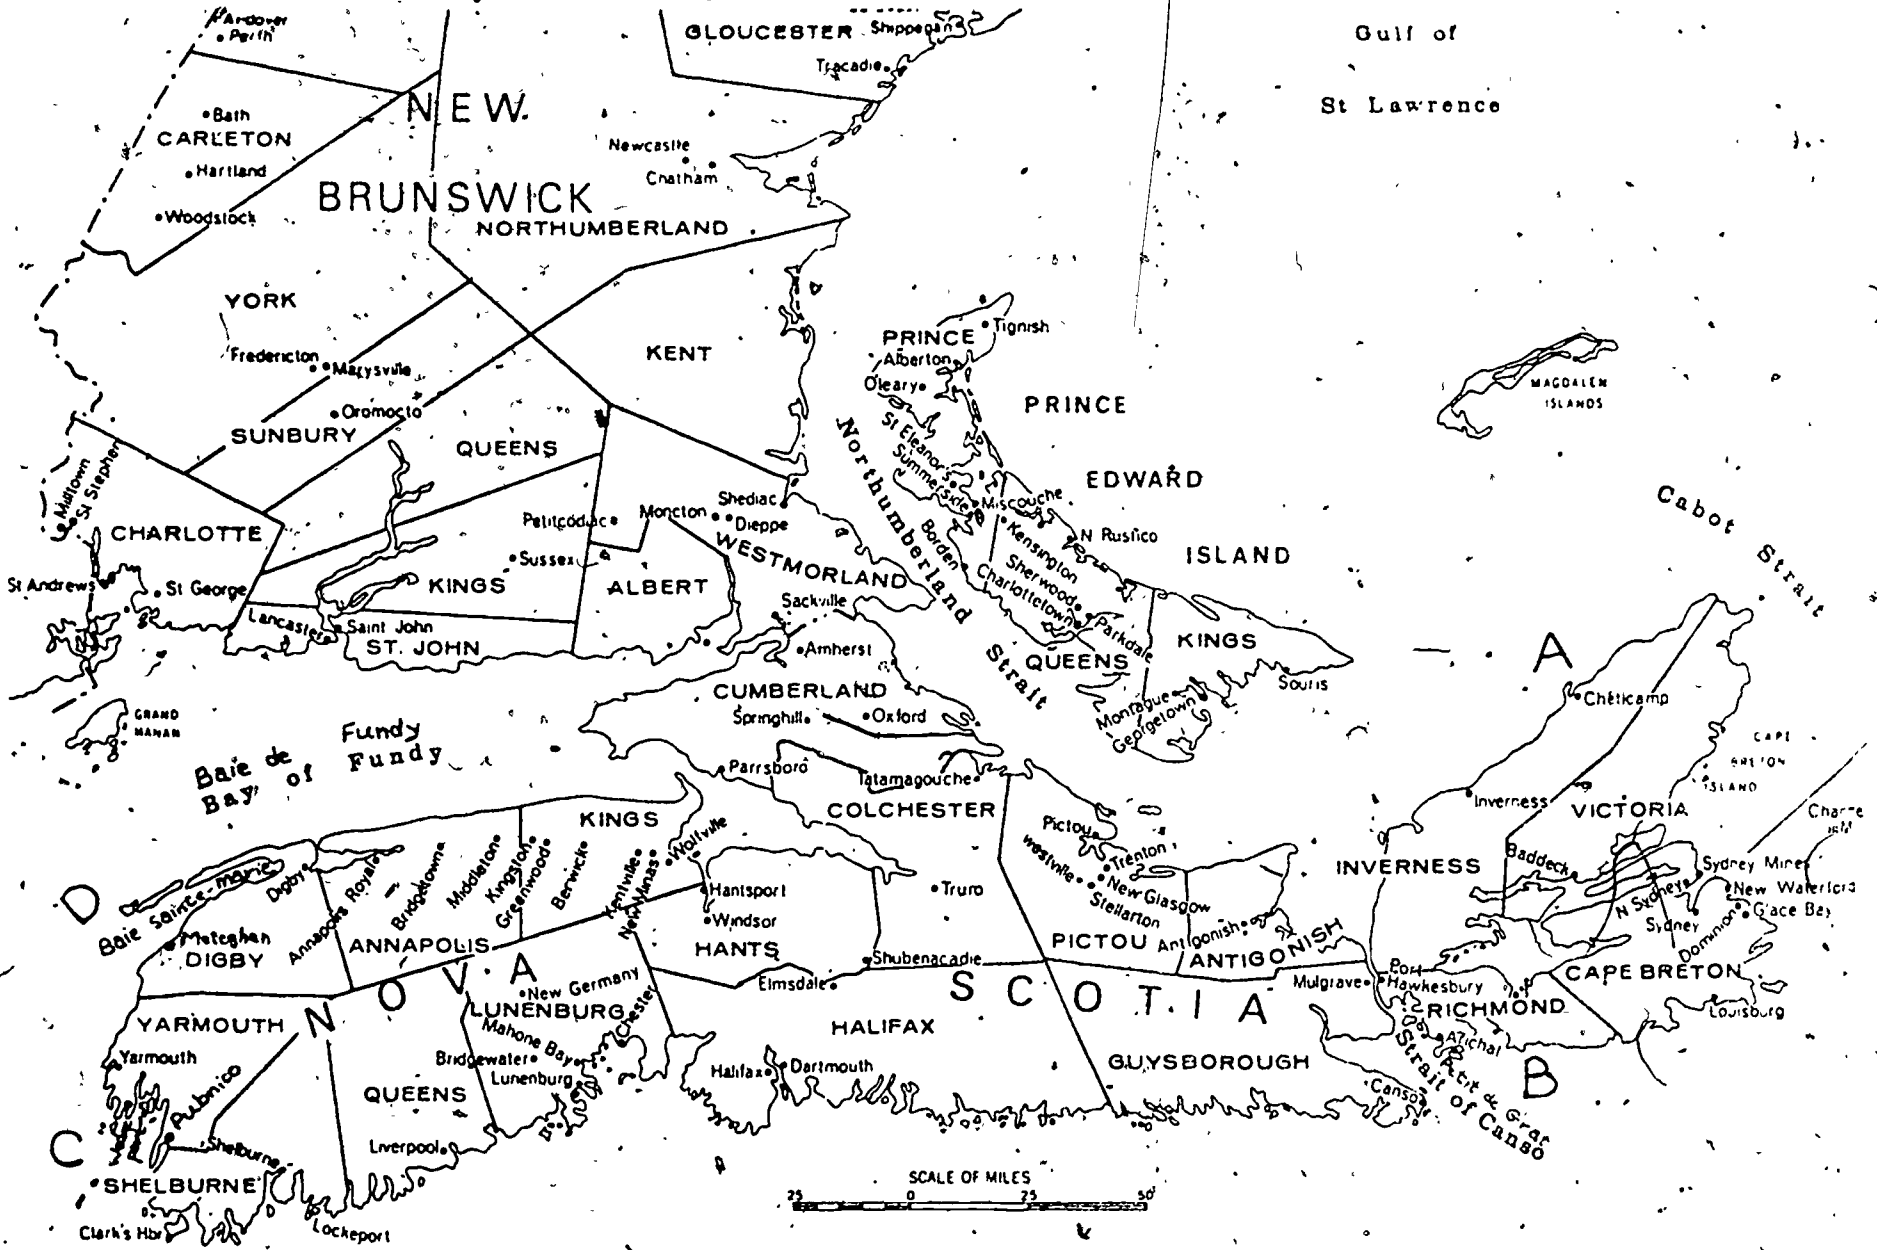 Andover
Perth
GLOUCESTER
Shippegan
Tracadie
Gulf of
St Lawrence
Bath
CARLETON
Hartland
Woodstock
NEW
BRUNSWICK
Newcastle
Chatham
NORTHUMBERLAND
YORK
Fredericton
Marysville
Oromocto
SUNBURY
QUEENS
KENT
PRINCE
Tignish
Alberton
O'leary
PRINCE
EDWARD
ISLAND
MAGDALEN
ISLANDS
Northumberland
Strait
St Eleanor's
Summerside
Miscouche
Kensington
N Rustico
Borden
Sherwood
Charlottetown
Parkdale
QUEENS
KINGS
Souris
Montague
Georgetown
Cabot Strait
Milltown
St Stephen
CHARLOTTE
St Andrews
St George
Lancaster
Saint John
ST. JOHN
KINGS
Sussex
Petitcodiac
Moncton
Dieppe
Shediac
WESTMORLAND
ALBERT
Sackville
Amherst
GRAND
MANAN
Baie de Fundy
Bay of Fundy
CUMBERLAND
Springhill
Oxford
Parrsboro
Tatamagouche
COLCHESTER
A
Chéticamp
CAPE
BRETON
ISLAND
Inverness
VICTORIA
INVERNESS
Baddeck
Sydney Mines
N Sydney
New Waterford
Glace Bay
Sydney
Dominion
CAPE BRETON
Louisburg
Pictou
Westville
Trenton
New Glasgow
Stellarton
PICTOU
Antigonish
ANTIGONISH
Mulgrave
Port
Hawkesbury
RICHMOND
Arichat
Petit de Grat
Strait of Canso
Canso
B
D
Baie Sainte-Marie
Digby
Meteghan
DIGBY
Annapolis Royal
Bridgetown
Middleton
Kingston
Greenwood
Berwick
KINGS
Kentville
New Minas
Wolfville
Hantsport
Windsor
HANTS
Truro
Shubenacadie
Elmsdale
ANNAPOLIS
NOVA SCOTIA
New Germany
LUNENBURG
Chester
Mahone Bay
Bridgewater
Lunenburg
HALIFAX
Halifax
Dartmouth
GUYSBOROUGH
YARMOUTH
Yarmouth
Pubnico
QUEENS
Liverpool
C
Shelburne
SHELBURNE
Clark's Hbr
Lockeport
SCALE OF MILES
25 0 25 50